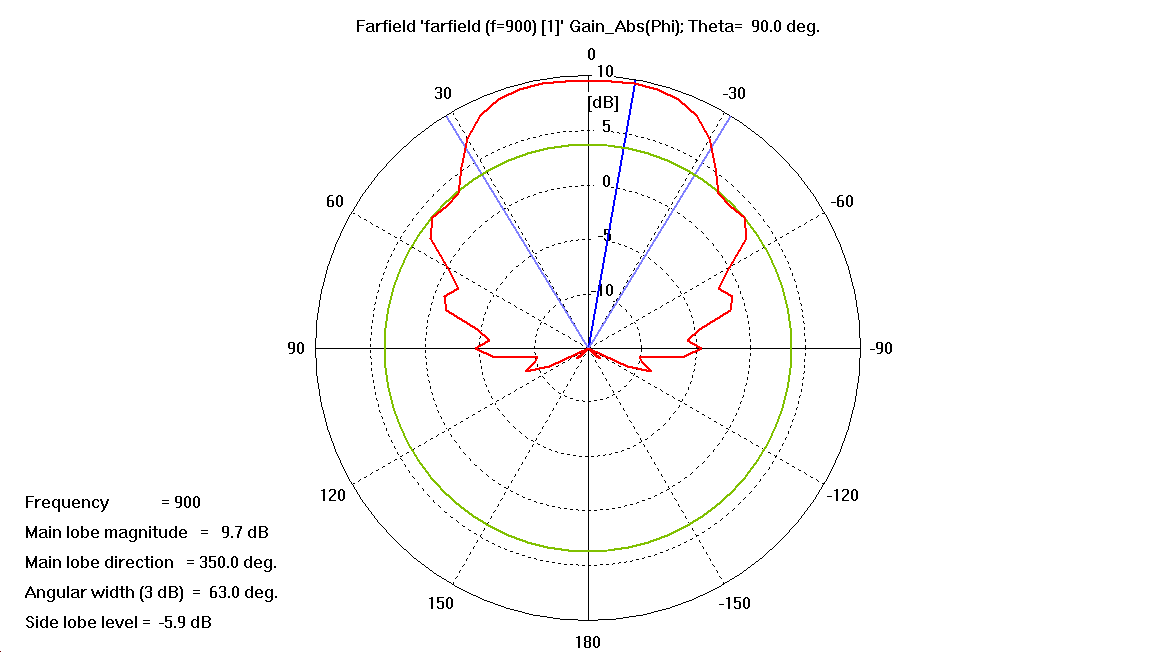 Farfield 'farfield (f=900) [1]' Gain_Abs(Phi); Theta= 90.0 deg.
0
10
30
-30
[dB]
5
0
60
-60
-5
-10
90
-90
120
-120
150
-150
180
Frequency = 900
Main lobe magnitude = 9.7 dB
Main lobe direction = 350.0 deg.
Angular width (3 dB) = 63.0 deg.
Side lobe level = -5.9 dB